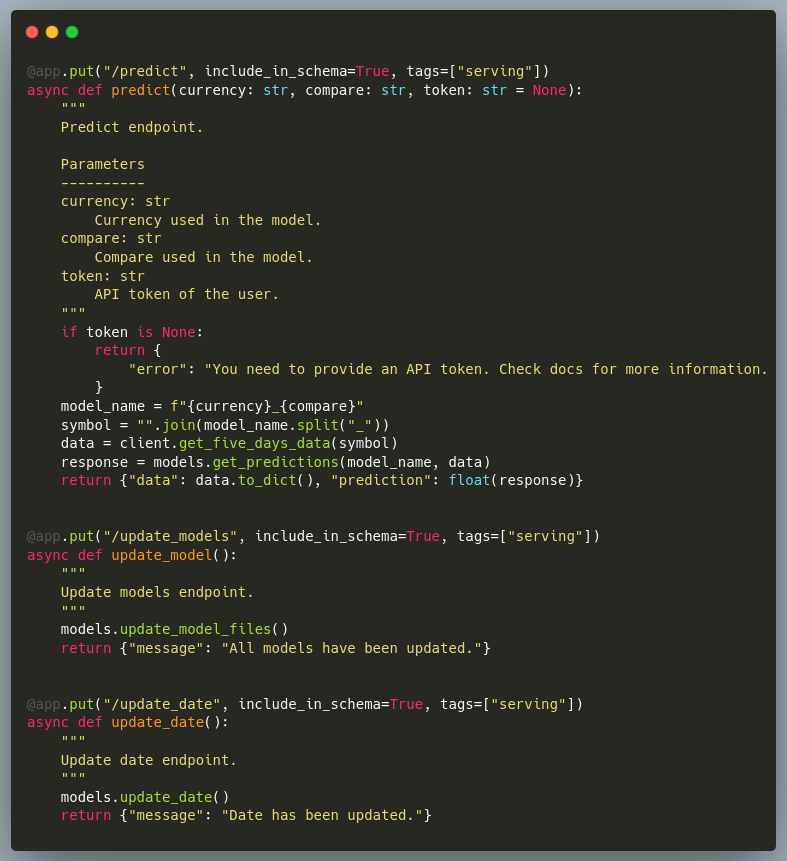 @app.put("/predict", include_in_schema=True, tags=["serving"])
async def predict(currency: str, compare: str, token: str = None):
    """
    Predict endpoint.

    Parameters
    ----------
    currency: str
        Currency used in the model.
    compare: str
        Compare used in the model.
    token: str
        API token of the user.
    """
    if token is None:
        return {
            "error": "You need to provide an API token. Check docs for more information.
        }
    model_name = f"{currency}_{compare}"
    symbol = "".join(model_name.split("_"))
    data = client.get_five_days_data(symbol)
    response = models.get_predictions(model_name, data)
    return {"data": data.to_dict(), "prediction": float(response)}


@app.put("/update_models", include_in_schema=True, tags=["serving"])
async def update_model():
    """
    Update models endpoint.
    """
    models.update_model_files()
    return {"message": "All models have been updated."}


@app.put("/update_date", include_in_schema=True, tags=["serving"])
async def update_date():
    """
    Update date endpoint.
    """
    models.update_date()
    return {"message": "Date has been updated."}